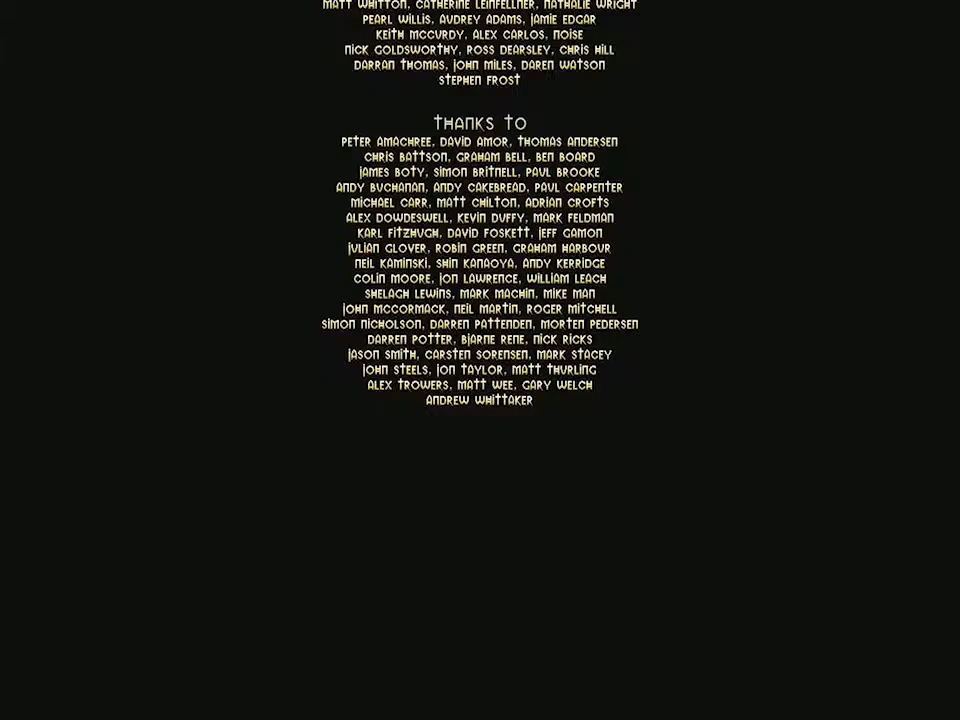 MATT WHITTON, CATHERINE LEINFELLNER, NATHALIE WRIGHT
PEARL WILLIS, AUDREY ADAMS, JAMIE EDGAR
KEITH MCCURDY, ALEX CARLOS, NOISE
NICK GOLDSWORTHY, ROSS DEARSLEY, CHRIS HILL
DARRAN THOMAS, JOHN MILES, DAREN WATSON
STEPHEN FROST
THANKS TO
PETER AMACHREE, DAVID AMOR, THOMAS ANDERSEN
CHRIS BATTSON, GRAHAM BELL, BEN BOARD
JAMES BOTY, SIMON BRITNELL, PAUL BROOKE
ANDY BUCHANAN, ANDY CAKEBREAD, PAUL CARPENTER
MICHAEL CARR, MATT CHILTON, ADRIAN CROFTS
ALEX DOWDESWELL, KEVIN DUFFY, MARK FELDMAN
KARL FITZHUGH, DAVID FOSKETT, JEFF GAMON
JULIAN GLOVER, ROBIN GREEN, GRAHAM HARBOUR
NEIL KAMINSKI, SHIN KANAOYA, ANDY KERRIDGE
COLIN MOORE, JON LAWRENCE, WILLIAM LEACH
SHELAGH LEWINS, MARK MACHIN, MIKE MAN
JOHN MCCORMACK, NEIL MARTIN, ROGER MITCHELL
SIMON NICHOLSON, DARREN PATTENDEN, MORTEN PEDERSEN
DARREN POTTER, BJARNE RENE, NICK RICKS
JASON SMITH, CARSTEN SORENSEN, MARK STACEY
JOHN STEELS, JON TAYLOR, MATT THURLING
ALEX TROWERS, MATT WEE, GARY WELCH
ANDREW WHITTAKER